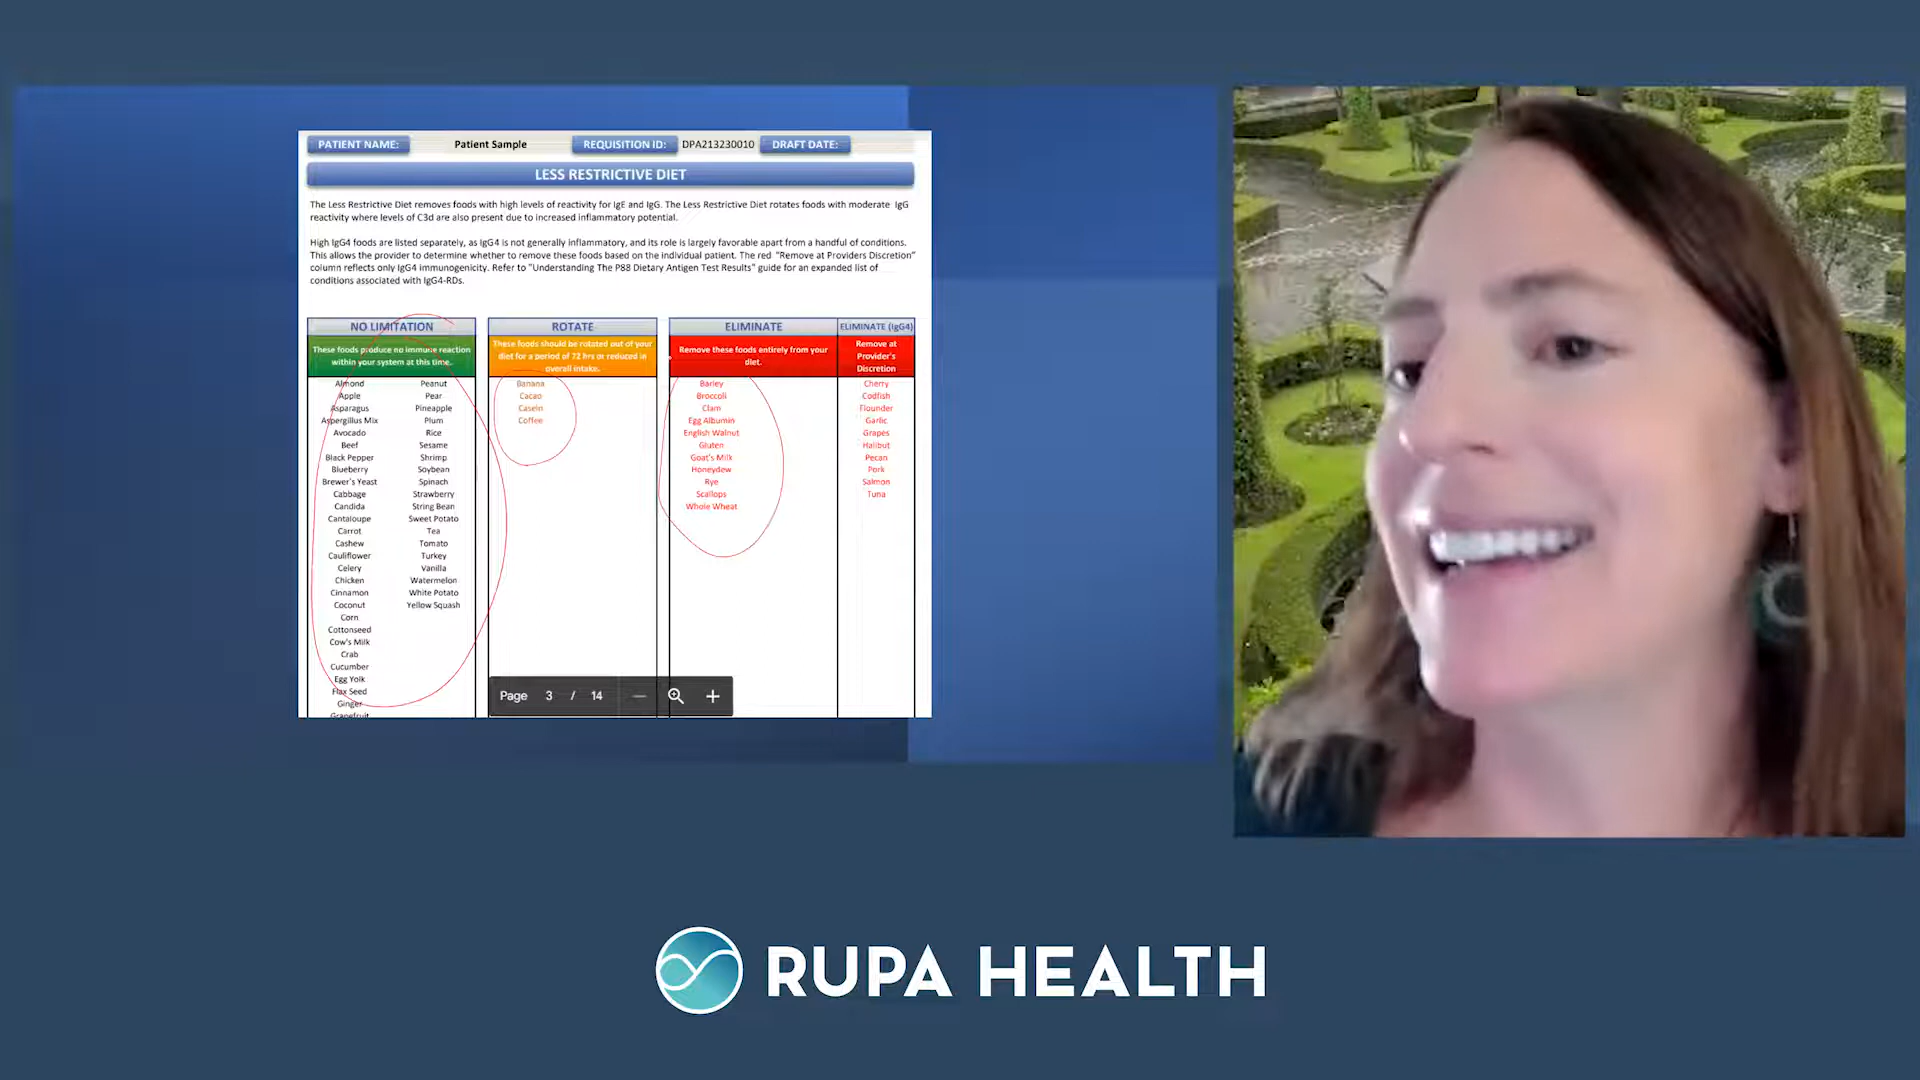 PATIENT NAME: Patient Sample REQUISITION ID: DPA213230010 DRAFT DATE:
LESS RESTRICTIVE DIET
The Less Restrictive Diet removes foods with high levels of reactivity for IgE and IgG. The Less Restrictive Diet rotates foods with moderate IgG
reactivity where levels of C3d are also present due to increased inflammatory potential.
High IgG4 foods are listed separately, as IgG4 is not generally inflammatory, and its role is largely favorable apart from a handful of conditions.
This allows the provider to determine whether to remove these foods based on the individual patient. The red "Remove at Providers Discretion"
column reflects only IgG4 immunogenicity. Refer to "Understanding The P88 Dietary Antigen Test Results" guide for an expanded list of
conditions associated with IgG4-RDs.
NO LIMITATION
These foods produce no immune reaction
within your system at this time.
Almond
Apple
Asparagus
Aspergillus Mix
Avocado
Beef
Black Pepper
Blueberry
Brewer's Yeast
Cabbage
Candida
Cantaloupe
Carrot
Cashew
Cauliflower
Celery
Chicken
Cinnamon
Coconut
Corn
Cottonseed
Cow's Milk
Crab
Cucumber
Egg Yolk
Flax Seed
Ginger
Grapefruit
Peanut
Pear
Pineapple
Plum
Rice
Sesame
Shrimp
Soybean
Spinach
Strawberry
String Bean
Sweet Potato
Tea
Tomato
Turkey
Vanilla
Watermelon
White Potato
Yellow Squash
ROTATE
These foods should be rotated out of your
diet for a period of 72 hrs or reduced in
overall intake.
Banana
Cacao
Casein
Coffee
ELIMINATE
Remove these foods entirely from your
diet.
Barley
Broccoli
Clam
Egg Albumin
English Walnut
Gluten
Goat's Milk
Honeydew
Rye
Scallops
Whole Wheat
ELIMINATE (IgG4)
Remove at
Provider's
Discretion
Cherry
Codfish
Flounder
Garlic
Grapes
Halibut
Pecan
Pork
Salmon
Tuna
Page 3 / 14
RUPA HEALTH